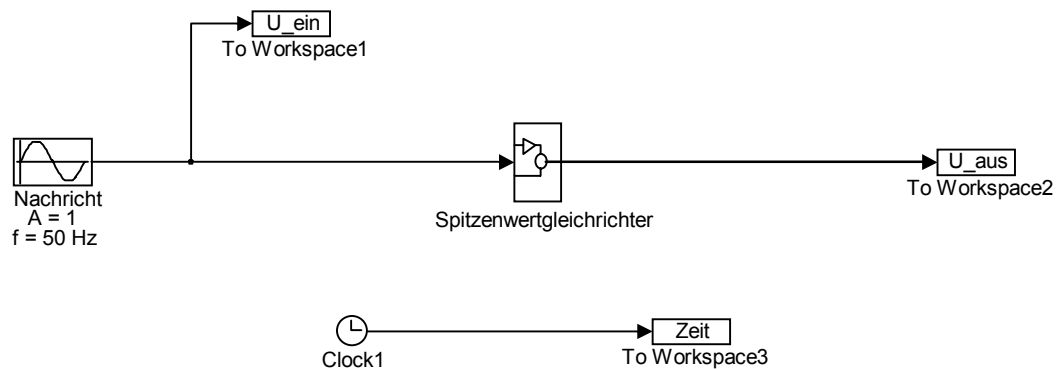 U_ein
To Workspace1
Nachricht
A = 1
f = 50 Hz
Spitzenwertgleichrichter
U_aus
To Workspace2
Clock1
Zeit
To Workspace3